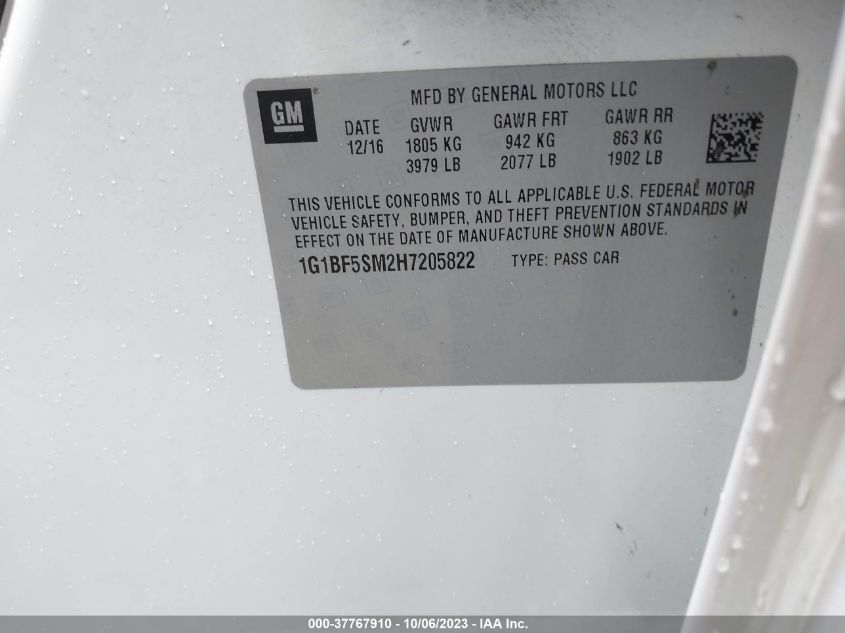 GM
MFD BY GENERAL MOTORS LLC
DATE GVWR GAWR FRT GAWR RR
12/16 1805 KG 942 KG 863 KG
3979 LB 2077 LB 1902 LB
THIS VEHICLE CONFORMS TO ALL APPLICABLE U.S. FEDERAL MOTOR
VEHICLE SAFETY, BUMPER, AND THEFT PREVENTION STANDARDS IN
EFFECT ON THE DATE OF MANUFACTURE SHOWN ABOVE.
1G1BF5SM2H7205822 TYPE: PASS CAR
000-37767910 - 10/06/2023 - IAA Inc.